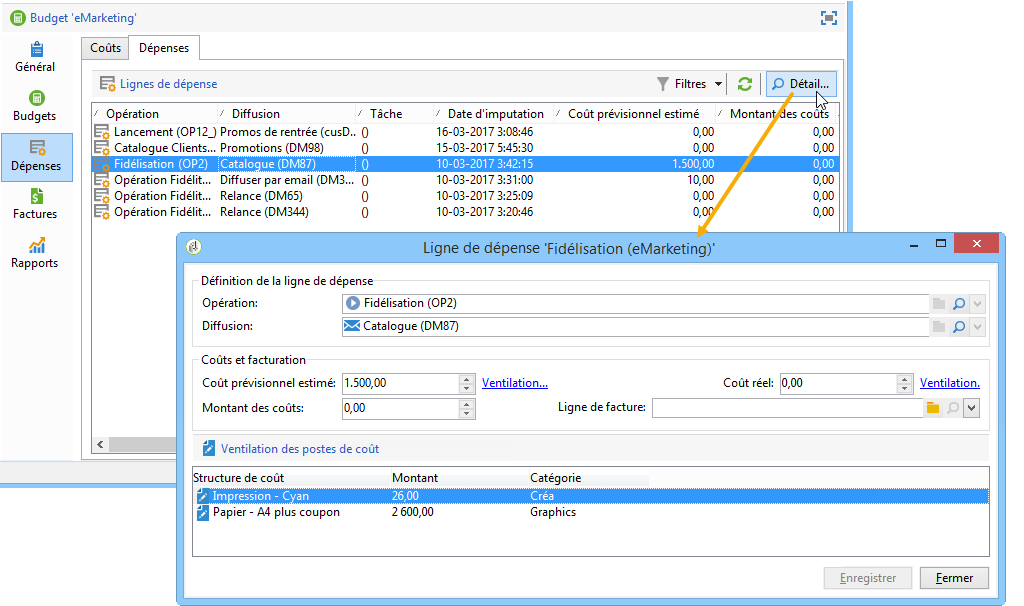 Budget 'eMarketing'
Général
Budgets
Dépenses
Factures
Rapports
Coûts Dépenses
Lignes de dépense Filtres Détail...
Opération Diffusion Tâche Date d'imputation Coût prévisionnel estimé Montant des coûts
Lancement (OP12_) Promos de rentrée (cusD... () 16-03-2017 3:08:46 0,00 0,00
Catalogue Clients... Promotions (DM98) () 15-03-2017 5:45:30 0,00 0,00
Fidélisation (OP2) Catalogue (DM87) () 10-03-2017 3:42:15 1.500,00 0,00
Opération Fidélit... Diffuser par email (DM3... () 10-03-2017 3:31:00 10,00 0,00
Opération Fidélit... Relance (DM65) () 10-03-2017 3:25:09 0,00 0,00
Opération Fidélit... Relance (DM344) () 10-03-2017 3:20:46 0,00 0,00
Ligne de dépense 'Fidélisation (eMarketing)'
Définition de la ligne de dépense
Opération: Fidélisation (OP2)
Diffusion: Catalogue (DM87)
Coûts et facturation
Coût prévisionnel estimé: 1.500,00 Ventilation... Coût réel: 0,00 Ventilation.
Montant des coûts: 0,00 Ligne de facture:
Ventilation des postes de coût
Structure de coût Montant Catégorie
Impression - Cyan 26,00 Créa
Papier - A4 plus coupon 2 600,00 Graphics
Enregistrer Fermer